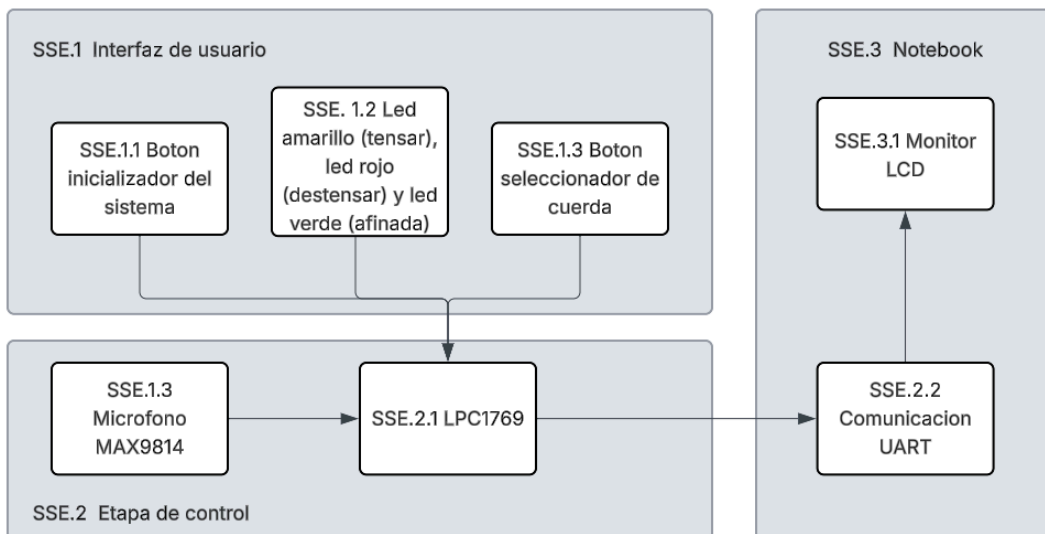 SSE.1 Interfaz de usuario
SSE.1.1 Boton
inicializador del
sistema
SSE. 1.2 Led
amarillo (tensar),
led rojo
(destensar) y led
verde (afinada)
SSE.1.3 Boton
seleccionador de
cuerda
SSE.1.3
Microfono
MAX9814
SSE.2.1 LPC1769
SSE.2 Etapa de control
SSE.3 Notebook
SSE.3.1 Monitor
LCD
SSE.2.2
Comunicacion
UART